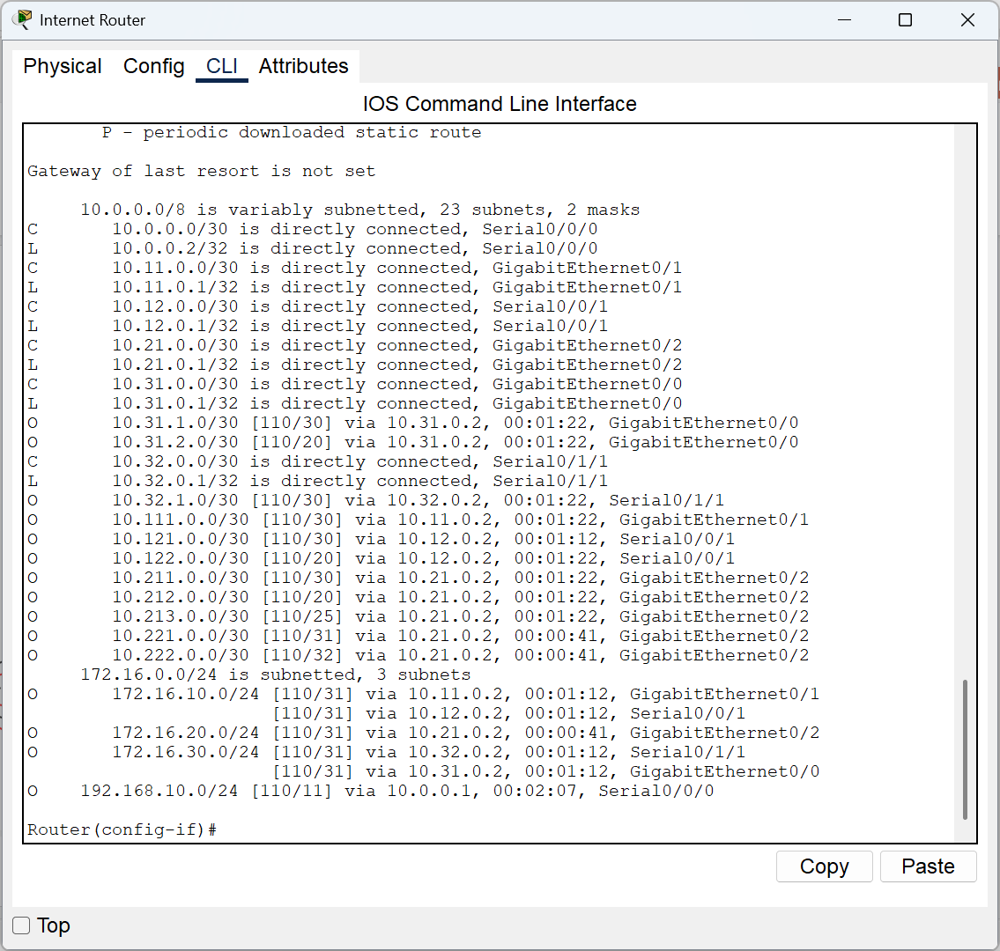 Internet Router
Physical Config CLI Attributes
IOS Command Line Interface
P - periodic downloaded static route
Gateway of last resort is not set
10.0.0.0/8 is variably subnetted, 23 subnets, 2 masks
C 10.0.0.0/30 is directly connected, Serial0/0/0
L 10.0.0.2/32 is directly connected, Serial0/0/0
C 10.11.0.0/30 is directly connected, GigabitEthernet0/1
L 10.11.0.1/32 is directly connected, GigabitEthernet0/1
C 10.12.0.0/30 is directly connected, Serial0/0/1
L 10.12.0.1/32 is directly connected, Serial0/0/1
C 10.21.0.0/30 is directly connected, GigabitEthernet0/2
L 10.21.0.1/32 is directly connected, GigabitEthernet0/2
C 10.31.0.0/30 is directly connected, GigabitEthernet0/0
L 10.31.0.1/32 is directly connected, GigabitEthernet0/0
O 10.31.1.0/30 [110/30] via 10.31.0.2, 00:01:22, GigabitEthernet0/0
O 10.31.2.0/30 [110/20] via 10.31.0.2, 00:01:22, GigabitEthernet0/0
C 10.32.0.0/30 is directly connected, Serial0/1/1
L 10.32.0.1/32 is directly connected, Serial0/1/1
O 10.32.1.0/30 [110/30] via 10.32.0.2, 00:01:22, Serial0/1/1
O 10.111.0.0/30 [110/30] via 10.11.0.2, 00:01:22, GigabitEthernet0/1
O 10.121.0.0/30 [110/30] via 10.12.0.2, 00:01:12, Serial0/0/1
O 10.122.0.0/30 [110/20] via 10.12.0.2, 00:01:22, Serial0/0/1
O 10.211.0.0/30 [110/30] via 10.21.0.2, 00:01:22, GigabitEthernet0/2
O 10.212.0.0/30 [110/20] via 10.21.0.2, 00:01:22, GigabitEthernet0/2
O 10.213.0.0/30 [110/25] via 10.21.0.2, 00:01:22, GigabitEthernet0/2
O 10.221.0.0/30 [110/31] via 10.21.0.2, 00:00:41, GigabitEthernet0/2
O 10.222.0.0/30 [110/32] via 10.21.0.2, 00:00:41, GigabitEthernet0/2
172.16.0.0/24 is subnetted, 3 subnets
O 172.16.10.0/24 [110/31] via 10.11.0.2, 00:01:12, GigabitEthernet0/1
[110/31] via 10.12.0.2, 00:01:12, Serial0/0/1
O 172.16.20.0/24 [110/31] via 10.21.0.2, 00:00:41, GigabitEthernet0/2
O 172.16.30.0/24 [110/31] via 10.32.0.2, 00:01:12, Serial0/1/1
[110/31] via 10.31.0.2, 00:01:12, GigabitEthernet0/0
O 192.168.10.0/24 [110/11] via 10.0.0.1, 00:02:07, Serial0/0/0
Router(config-if)#
Copy Paste
Top